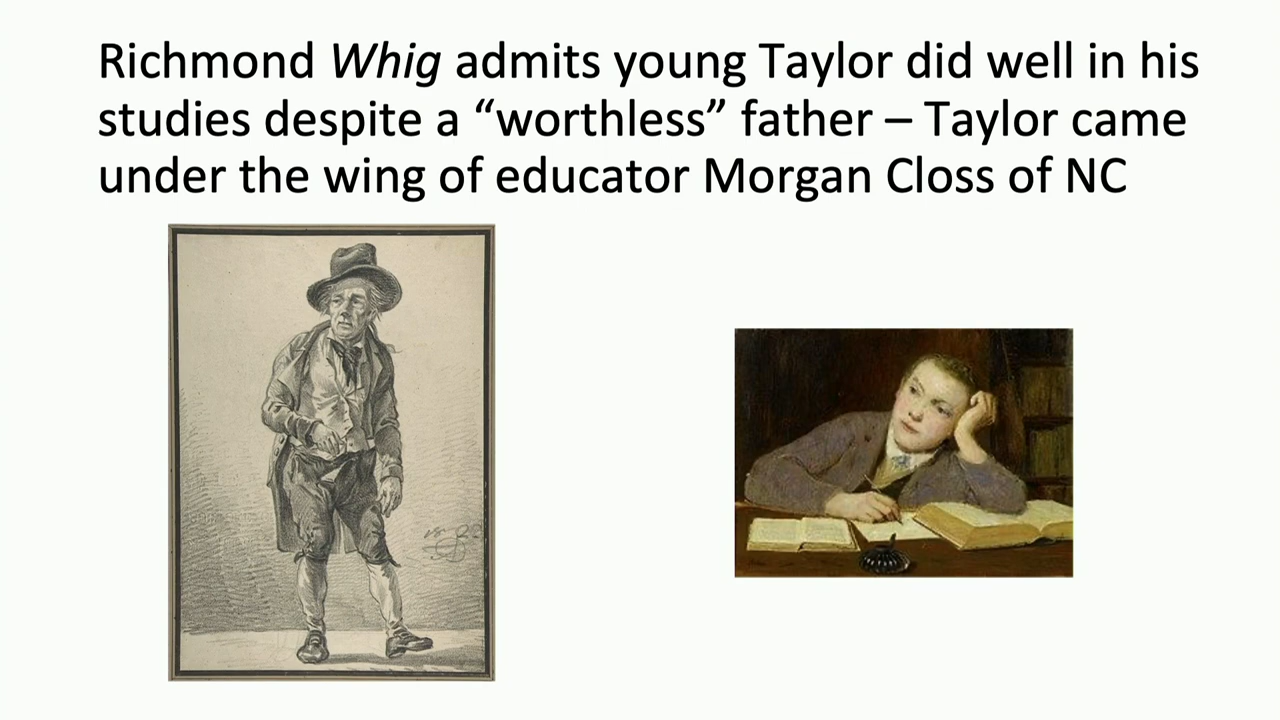 Richmond Whig admits young Taylor did well in his
studies despite a “worthless” father – Taylor came
under the wing of educator Morgan Closs of NC